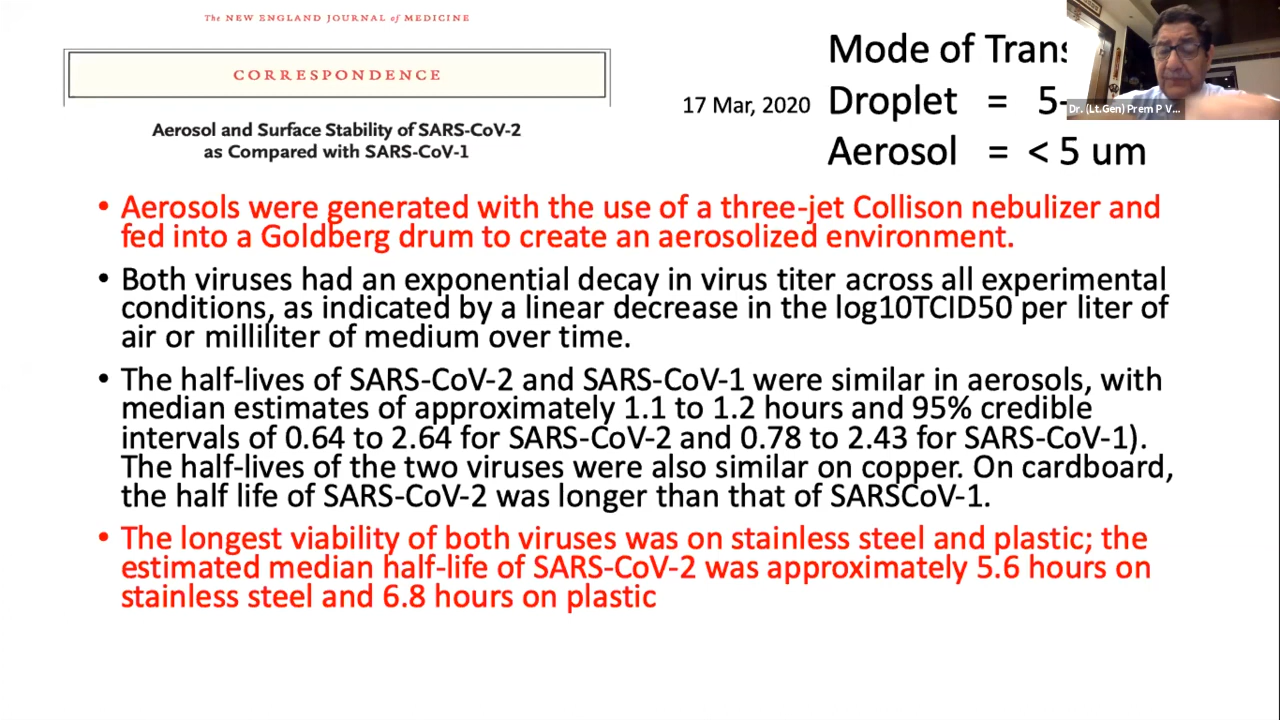 The NEW ENGLAND JOURNAL of MEDICINE
CORRESPONDENCE
Aerosol and Surface Stability of SARS-CoV-2
as Compared with SARS-CoV-1
17 Mar, 2020
Mode of
Droplet = 5-
Aerosol = < 5 um
Dr. (Lt.Gen) Prem P V...
• Aerosols were generated with the use of a three-jet Collison nebulizer and
fed into a Goldberg drum to create an aerosolized environment.
• Both viruses had an exponential decay in virus titer across all experimental
conditions, as indicated by a linear decrease in the log10TCID50 per liter of
air or milliliter of medium over time.
• The half-lives of SARS-CoV-2 and SARS-CoV-1 were similar in aerosols, with
median estimates of approximately 1.1 to 1.2 hours and 95% credible
intervals of 0.64 to 2.64 for SARS-CoV-2 and 0.78 to 2.43 for SARS-CoV-1).
The half-lives of the two viruses were also similar on copper. On cardboard,
the half life of SARS-CoV-2 was longer than that of SARSCoV-1.
• The longest viability of both viruses was on stainless steel and plastic; the
estimated median half-life of SARS-CoV-2 was approximately 5.6 hours on
stainless steel and 6.8 hours on plastic